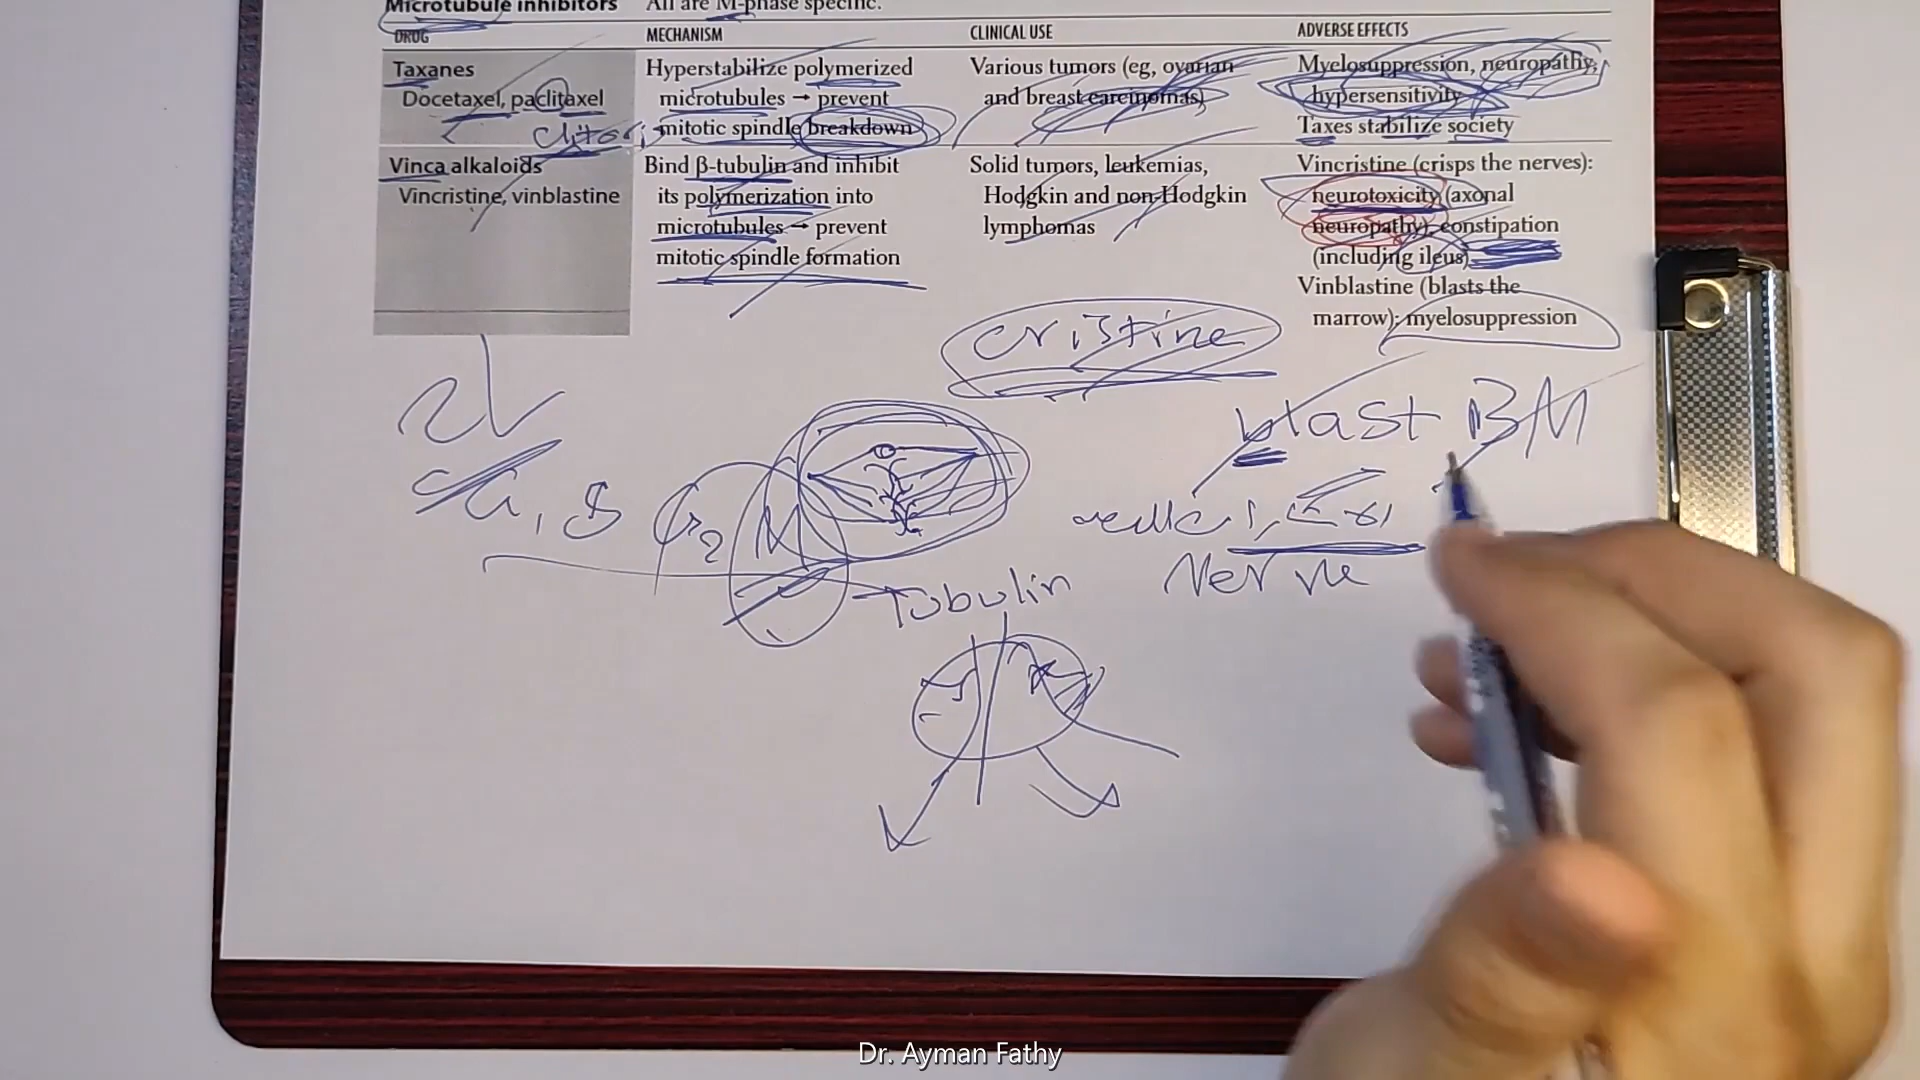 Microtubule inhibitors All are M-phase specific.
DRUG MECHANISM CLINICAL USE ADVERSE EFFECTS
Taxanes
Docetaxel, paclitaxel
Hyperstabilize polymerized
microtubules → prevent
mitotic spindle breakdown
Various tumors (eg, ovarian
and breast carcinomas)
Myelosuppression, neuropathy,
hypersensitivity
Taxes stabilize society
Vinca alkaloids
Vincristine, vinblastine
Bind β-tubulin and inhibit
its polymerization into
microtubules → prevent
mitotic spindle formation
Solid tumors, leukemias,
Hodgkin and non-Hodgkin
lymphomas
Vincristine (crisps the nerves):
neurotoxicity (axonal
neuropathy), constipation
(including ileus)
Vinblastine (blasts the
marrow): myelosuppression
cristine
blast BM
G1 S G2 M
Tubulin
Nerve
Dr. Ayman Fathy